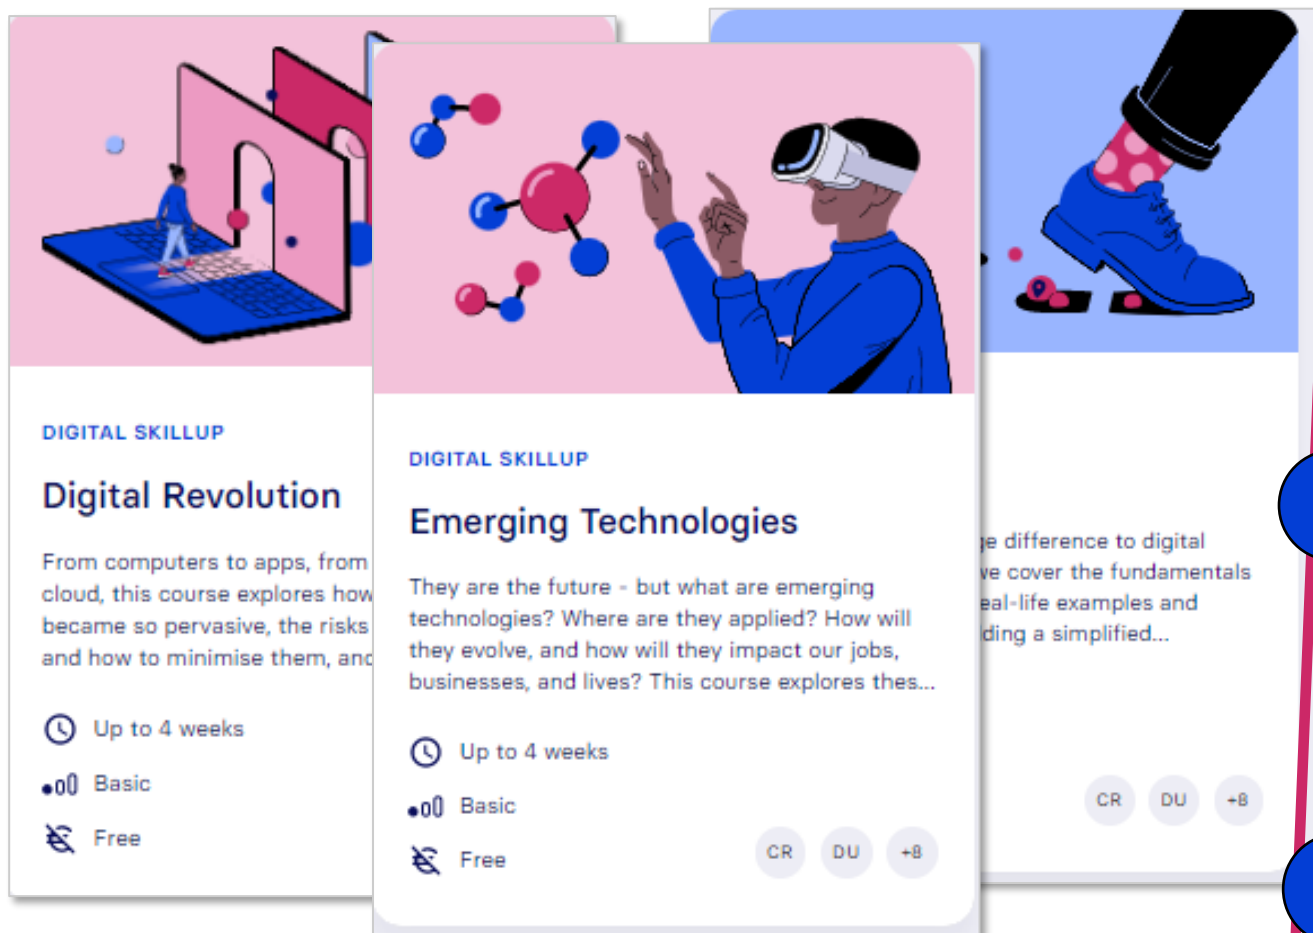 DIGITAL SKILLUP
Digital Revolution
From computers to apps, from
cloud, this course explores how
became so pervasive, the risks
and how to minimise them, and
Up to 4 weeks
Basic
Free
DIGITAL SKILLUP
Emerging Technologies
They are the future - but what are emerging
technologies? Where are they applied? How will
they evolve, and how will they impact our jobs,
businesses, and lives? This course explores thes...
Up to 4 weeks
Basic
Free
CR DU +8
difference to digital
we cover the fundamentals
real-life examples and
a simplified...
CR DU +8